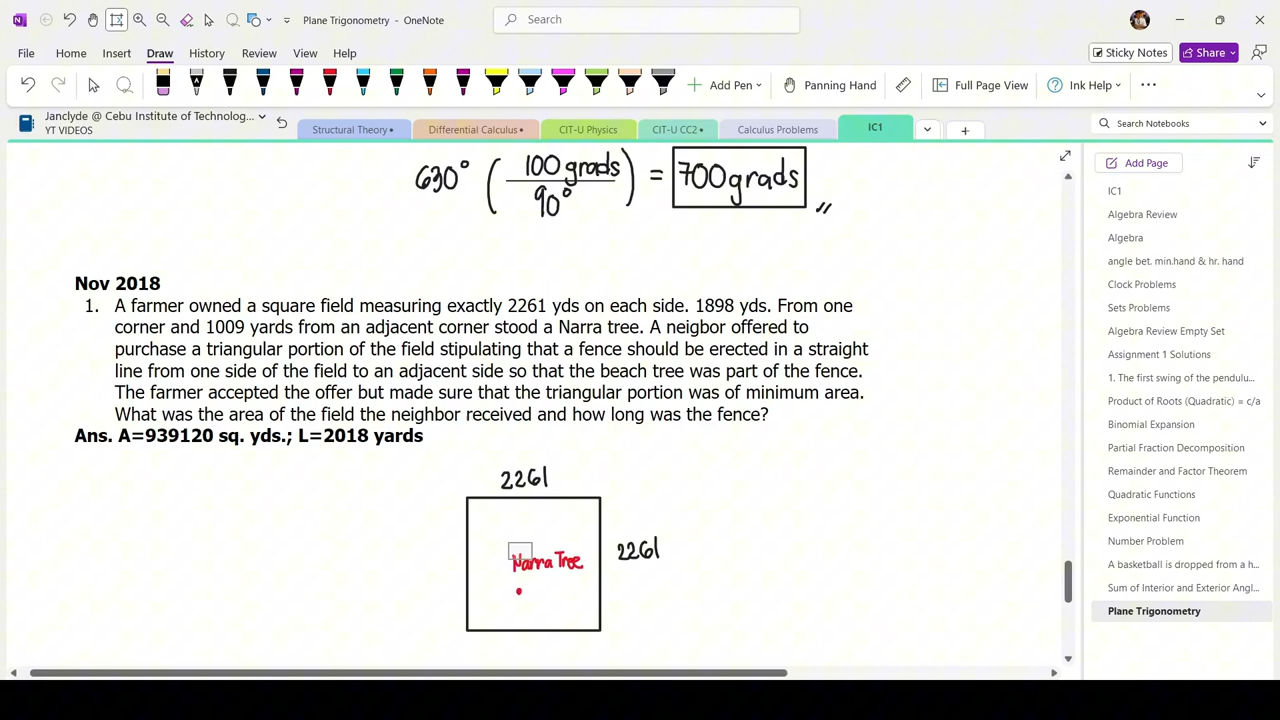 Plane Trigonometry - OneNote
Search
File Home Insert Draw History Review View Help
Sticky Notes
Share
Add Pen
Panning Hand
Full Page View
Ink Help
Janclyde @ Cebu Institute of Technolog...
YT VIDEOS
Structural Theory
Differential Calculus
CIT-U Physics
CIT-U CC2
Calculus Problems
IC1
Search Notebooks
630° (100 grads / 90°) = 700 grads
Nov 2018
1. A farmer owned a square field measuring exactly 2261 yds on each side. 1898 yds. From one
corner and 1009 yards from an adjacent corner stood a Narra tree. A neigbor offered to
purchase a triangular portion of the field stipulating that a fence should be erected in a straight
line from one side of the field to an adjacent side so that the beach tree was part of the fence.
The farmer accepted the offer but made sure that the triangular portion was of minimum area.
What was the area of the field the neighbor received and how long was the fence?
Ans. A=939120 sq. yds.; L=2018 yards
2261
2261
Narra Tree
Add Page
IC1
Algebra Review
Algebra
angle bet. min.hand & hr. hand
Clock Problems
Sets Problems
Algebra Review Empty Set
Assignment 1 Solutions
1. The first swing of the pendulu...
Product of Roots (Quadratic) = c/a
Binomial Expansion
Partial Fraction Decomposition
Remainder and Factor Theorem
Quadratic Functions
Exponential Function
Number Problem
A basketball is dropped from a h...
Sum of Interior and Exterior Angl...
Plane Trigonometry